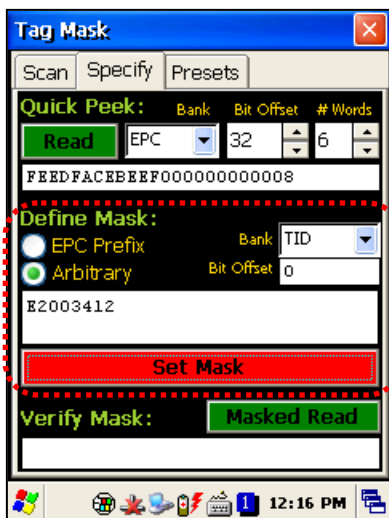 Tag Mask
Scan Specify Presets
Quick Peek: Bank Bit Offset # Words
Read EPC 32 6
FEEDFACEBEEF000000000008
Define Mask:
EPC Prefix Bank TID
Arbitrary Bit Offset 0
E2003412
Set Mask
Verify Mask: Masked Read
1 12:16 PM